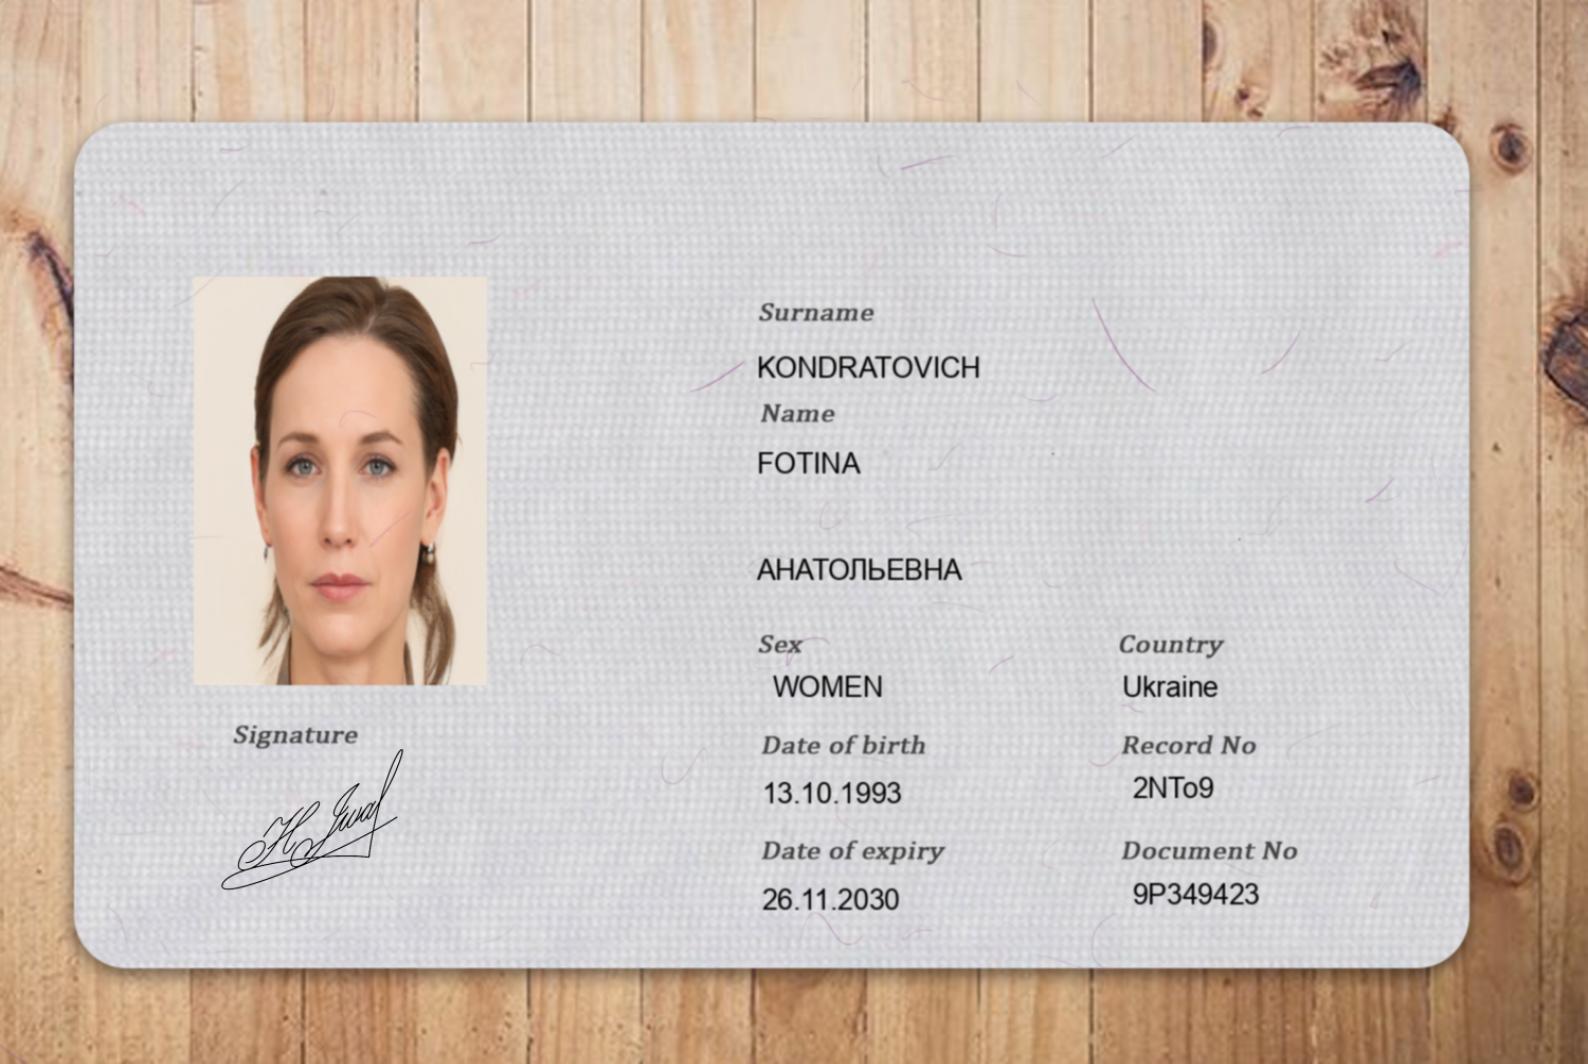 Surname
KONDRATOVICH
Name
FOTINA
АНАТОЛЬЕВНА
Sex Country
WOMEN Ukraine
Signature
Date of birth Record No
13.10.1993 2NTo9
Date of expiry Document No
26.11.2030 9P349423